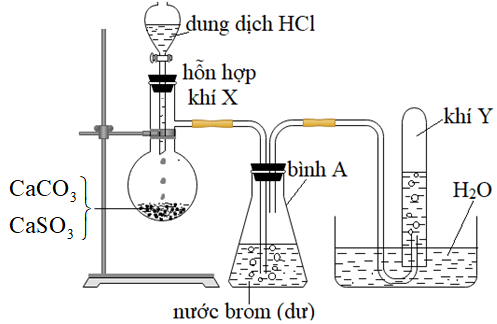 dung dịch HCl
hỗn hợp
khí X
khí Y
bình A
CaCO₃
CaSO₃
H₂O
nước brom (dư)